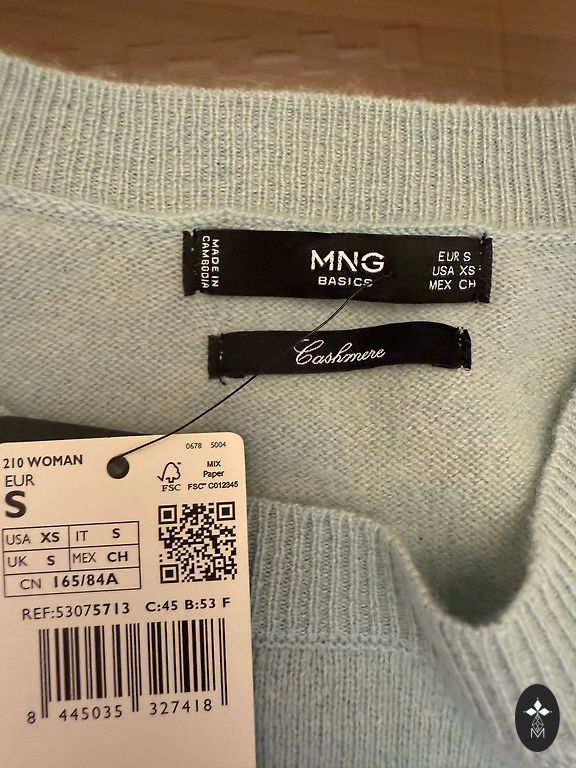 MADE IN
CAMBODIA
MNG
BASICS
EUR S
USA XS
MEX CH
Cashmere
0678 5004
210 WOMAN
EUR
S
FSC
MIX
Paper
FSC™ C012345
USA XS IT S
UK S MEX CH
CN 165/84A
REF:53075713 C:45 B:53 F
8 445035 327418
M